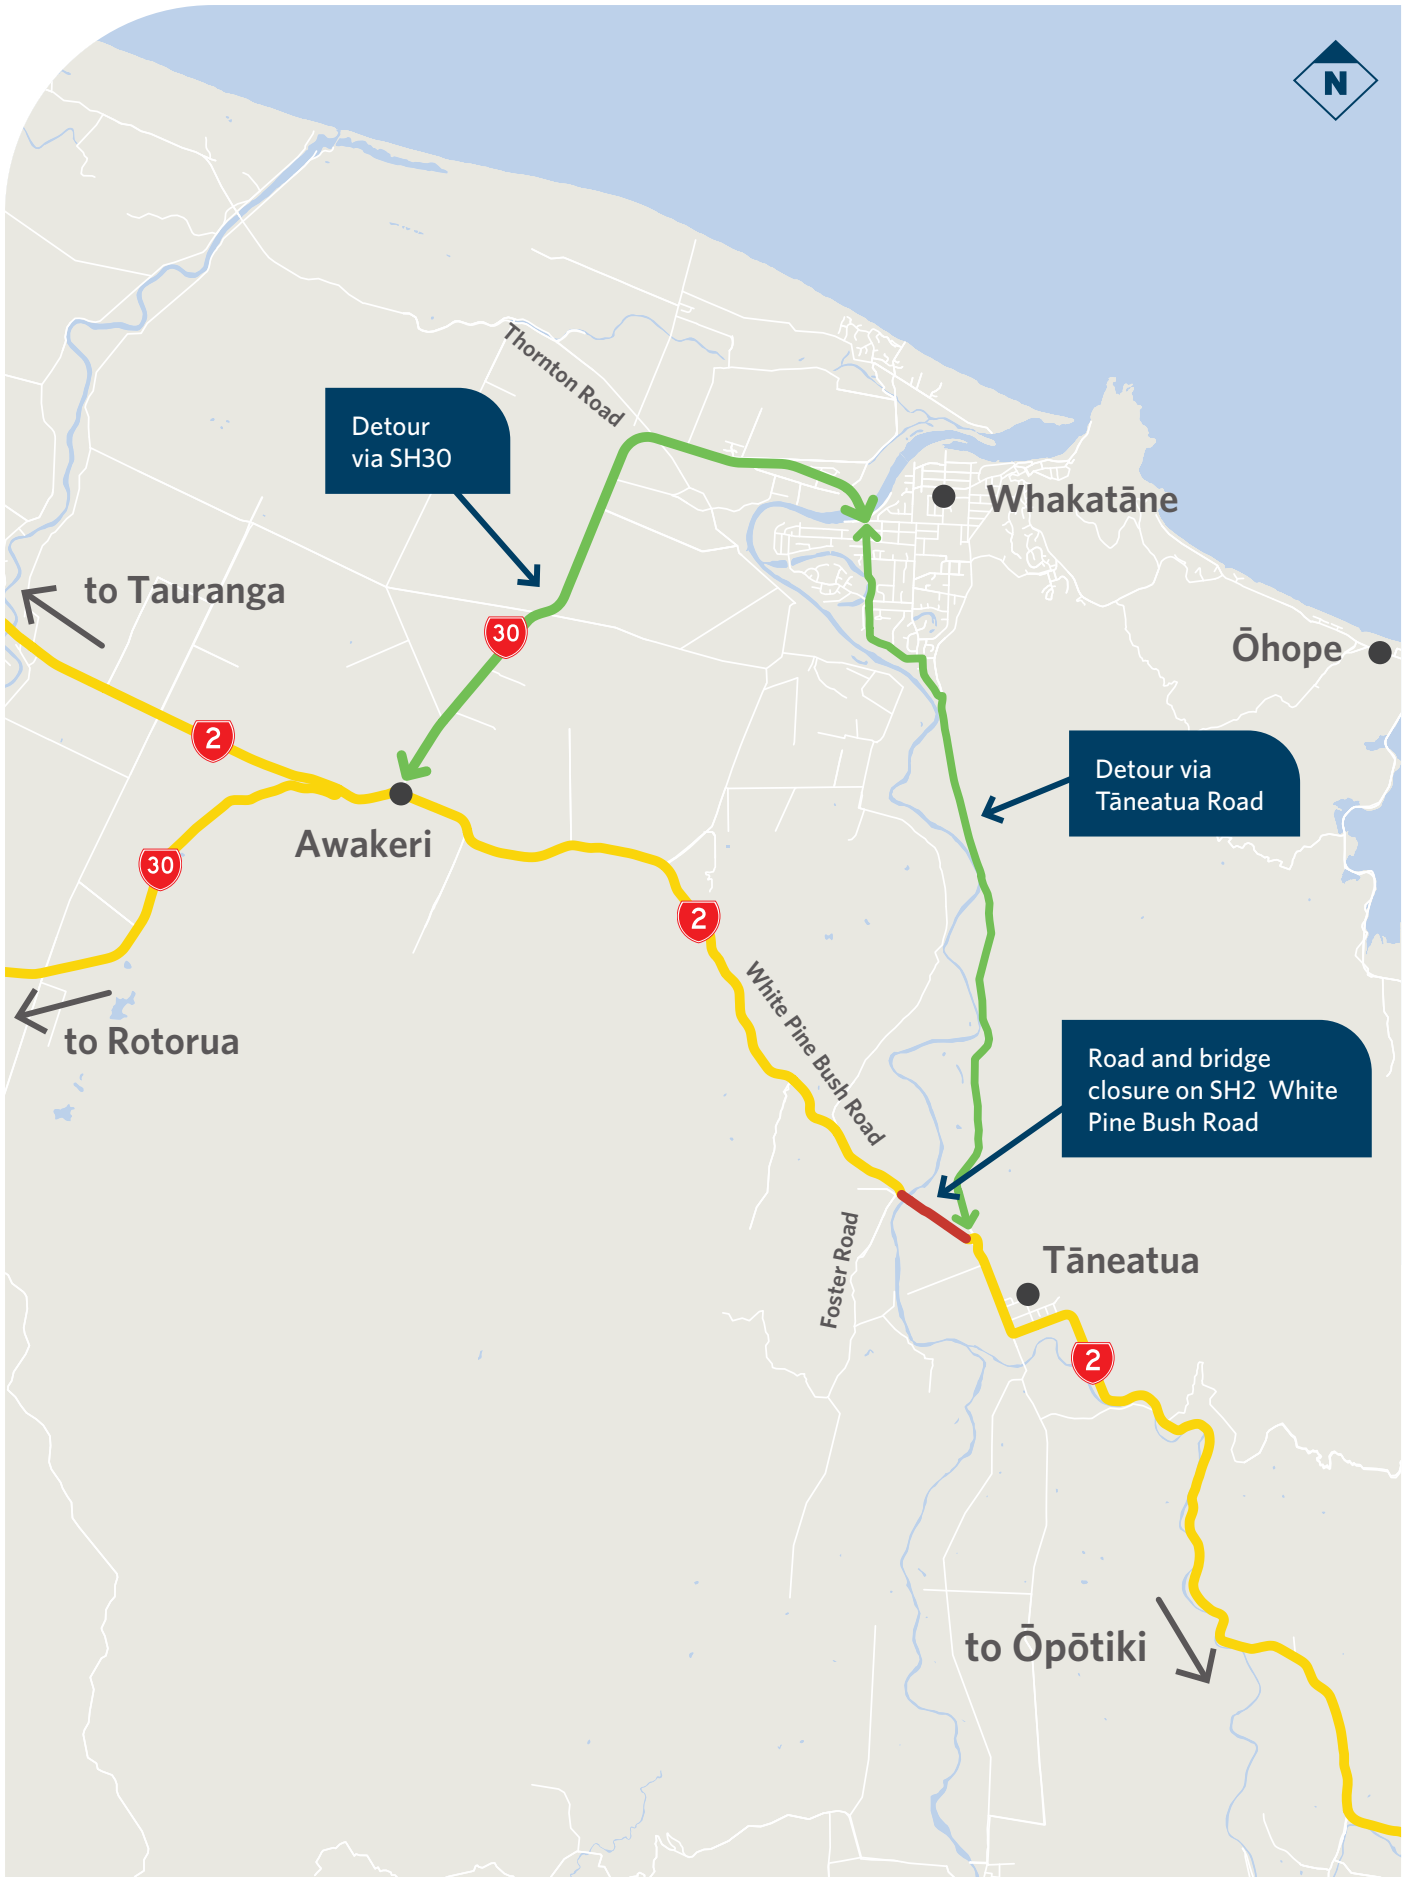 N
Thornton Road
Detour
via SH30
Whakatāne
to Tauranga
30
Ōhope
2
Detour via
Tāneatua Road
Awakeri
30
2
White Pine Bush Road
to Rotorua
Road and bridge
closure on SH2  White
Pine Bush Road
Foster Road
Tāneatua
2
to Ōpōtiki